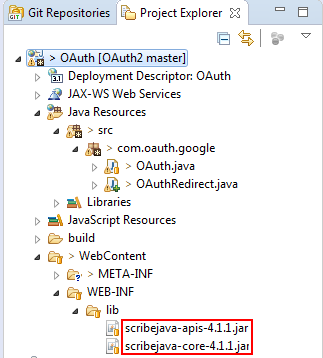 Git Repositories Project Explorer
> OAuth [OAuth2 master]
Deployment Descriptor: OAuth
JAX-WS Web Services
Java Resources
> src
> com.oauth.google
> OAuth.java
> OAuthRedirect.java
Libraries
JavaScript Resources
build
> WebContent
> META-INF
WEB-INF
lib
scribejava-apis-4.1.1.jar
scribejava-core-4.1.1.jar